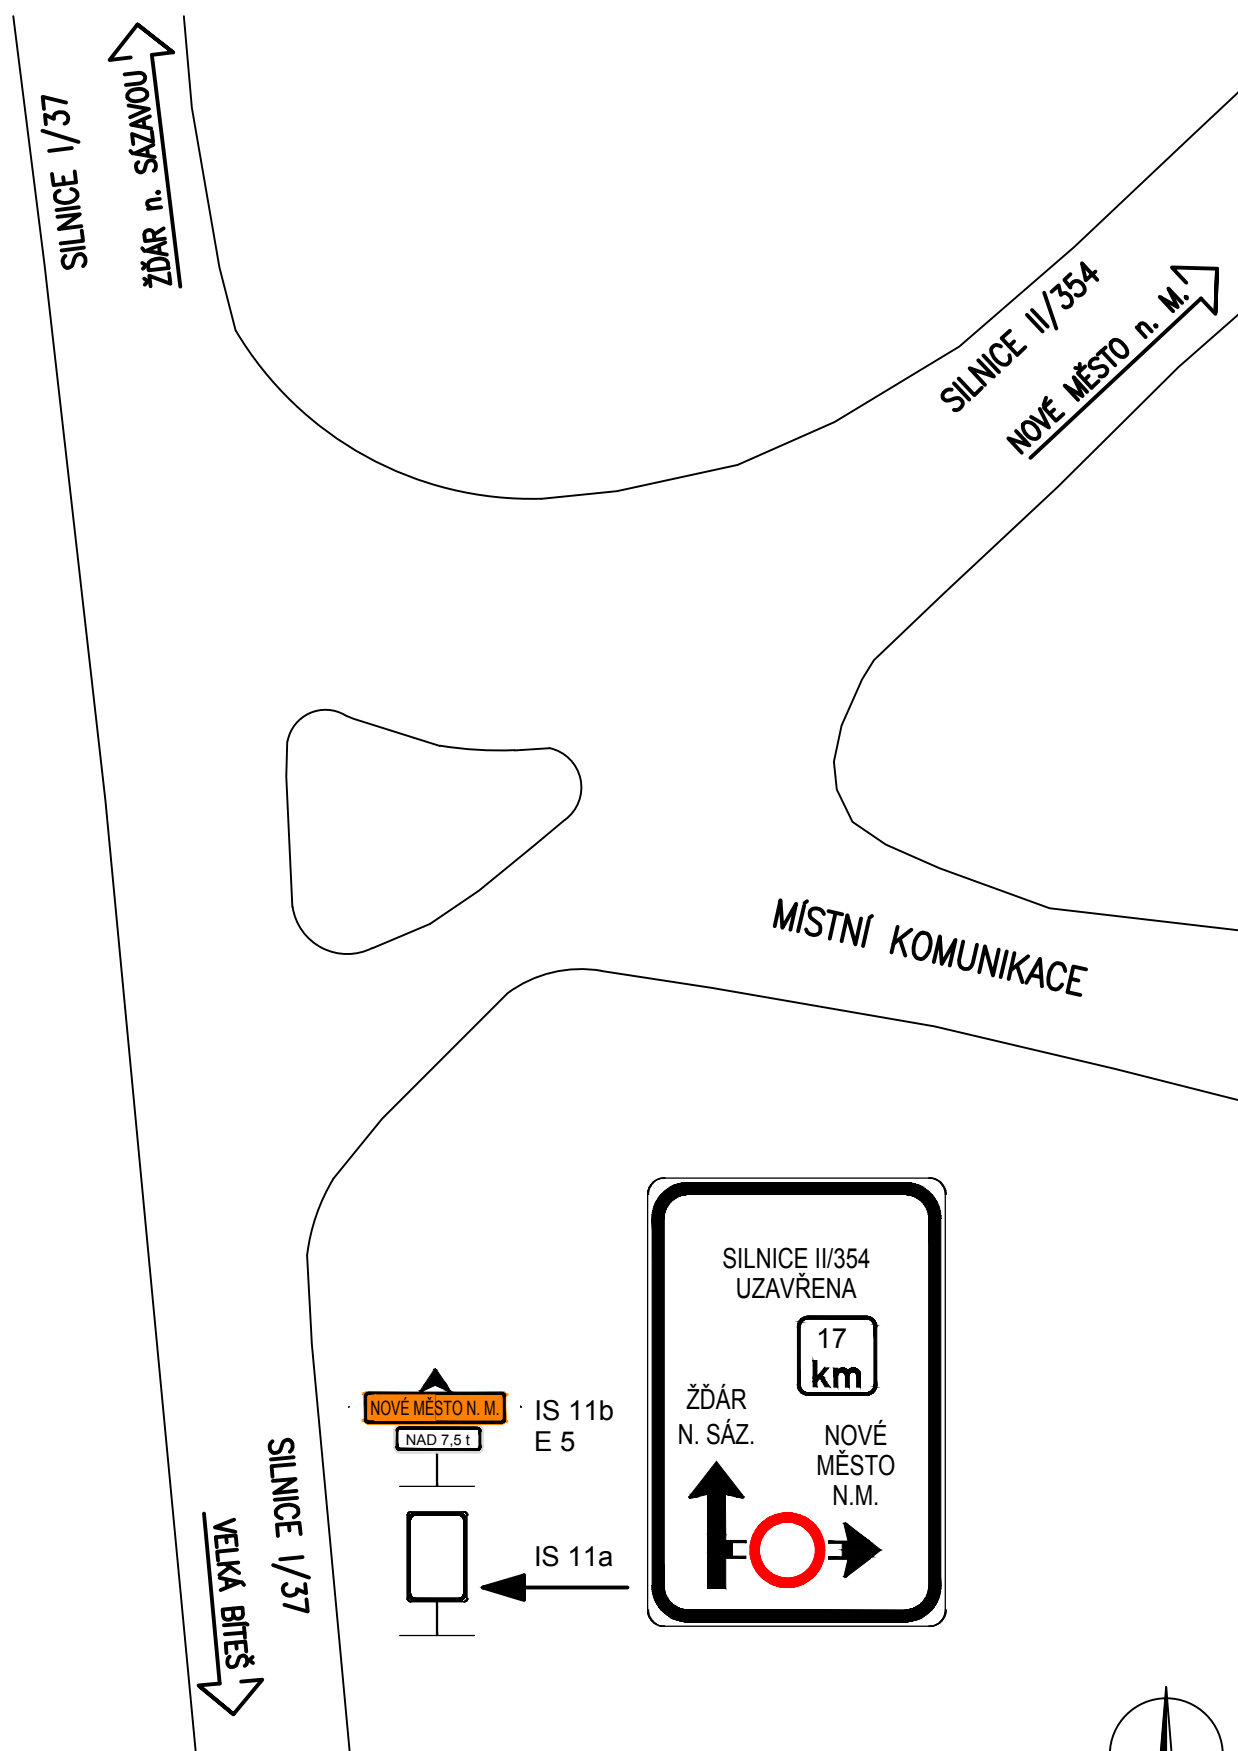 SILNICE I/37
ŽĎÁR n. SÁZAVOU
SILNICE II/354
NOVÉ MĚSTO n. M.
MÍSTNÍ KOMUNIKACE
SILNICE II/354
UZAVŘENA
17
km
ŽĎÁR
N. SÁZ.
NOVÉ
MĚSTO
N.M.
NOVÉ MĚSTO N. M.
NAD 7,5 t
IS 11b
E 5
IS 11a
SILNICE I/37
VELKÁ BÍTEŠ